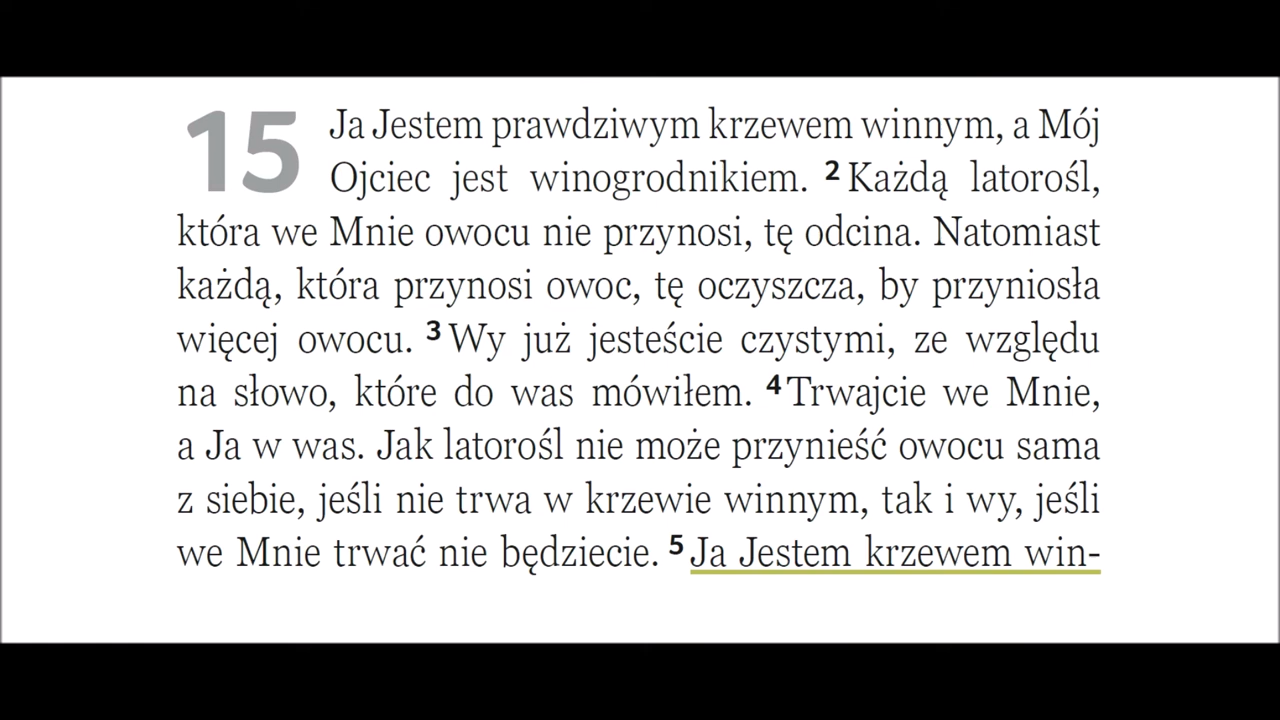 15 Ja Jestem prawdziwym krzewem winnym, a Mój
Ojciec jest winogrodnikiem. 2 Każdą latorośl,
która we Mnie owocu nie przynosi, tę odcina. Natomiast
każdą, która przynosi owoc, tę oczyszcza, by przyniosła
więcej owocu. 3 Wy już jesteście czystymi, ze względu
na słowo, które do was mówiłem. 4 Trwajcie we Mnie,
a Ja w was. Jak latorośl nie może przynieść owocu sama
z siebie, jeśli nie trwa w krzewie winnym, tak i wy, jeśli
we Mnie trwać nie będziecie. 5 Ja Jestem krzewem win-